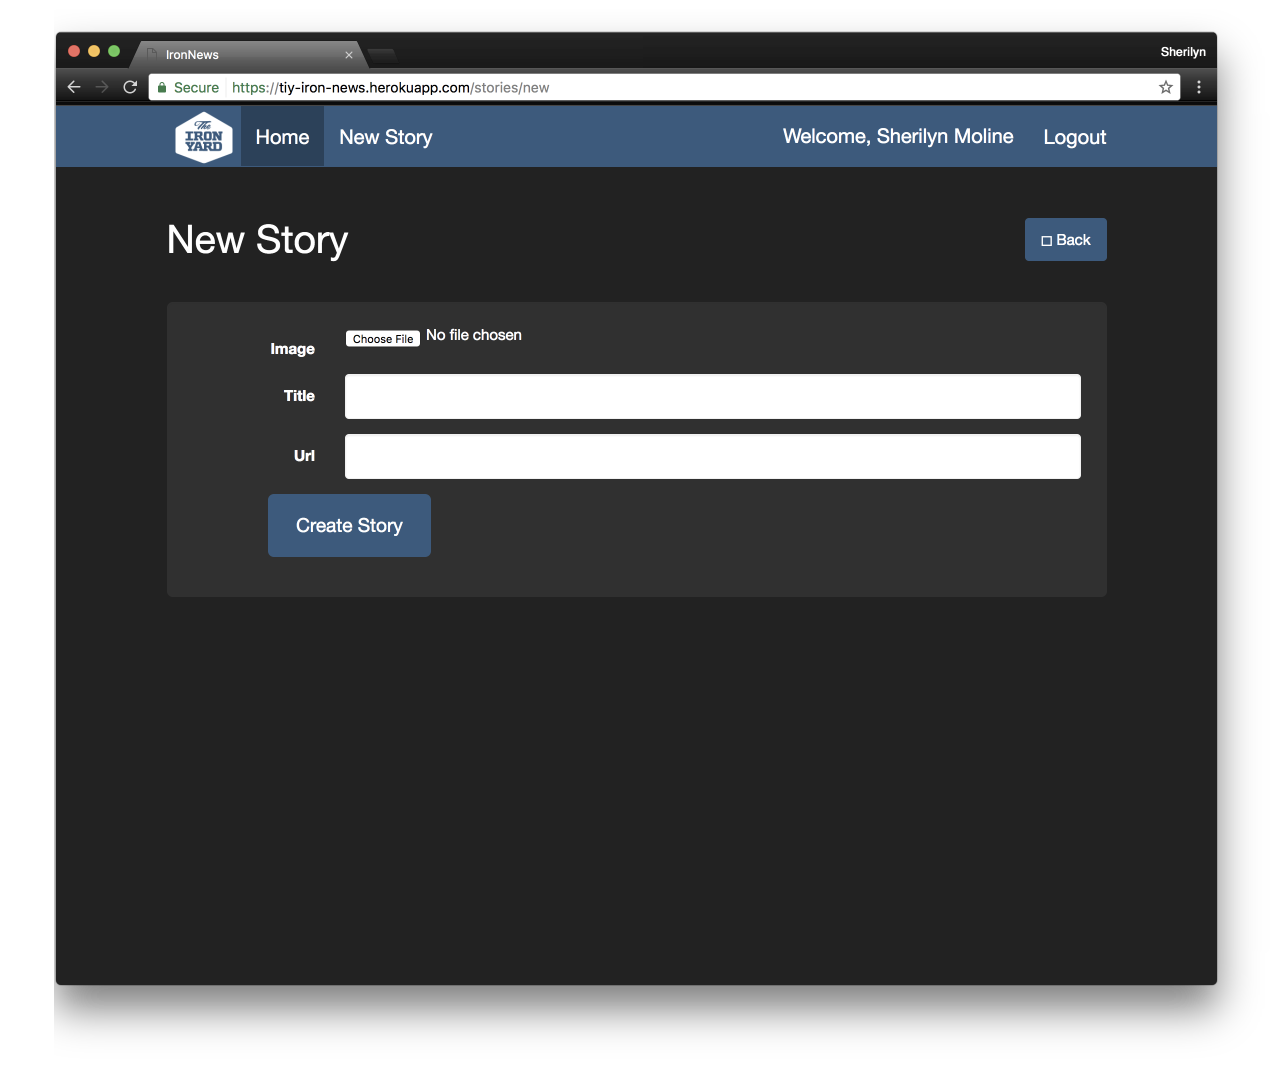 IronNews
Sherilyn
Secure https://tiy-iron-news.herokuapp.com/stories/new
The
IRON
YARD
Home New Story Welcome, Sherilyn Moline Logout
New Story
Back
Image Choose File No file chosen
Title
Url
Create Story